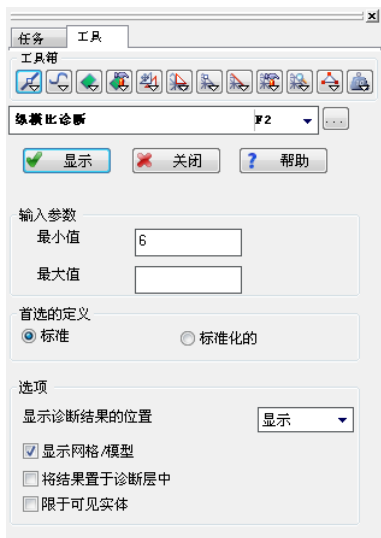 任务 工具
工具箱
纵横比诊断 F2 ...
显示 关闭 ? 帮助
输入参数
最小值 6
最大值
首选的定义
标准 标准化的
选项
显示诊断结果的位置 显示
显示网格/模型
将结果置于诊断层中
限于可见实体